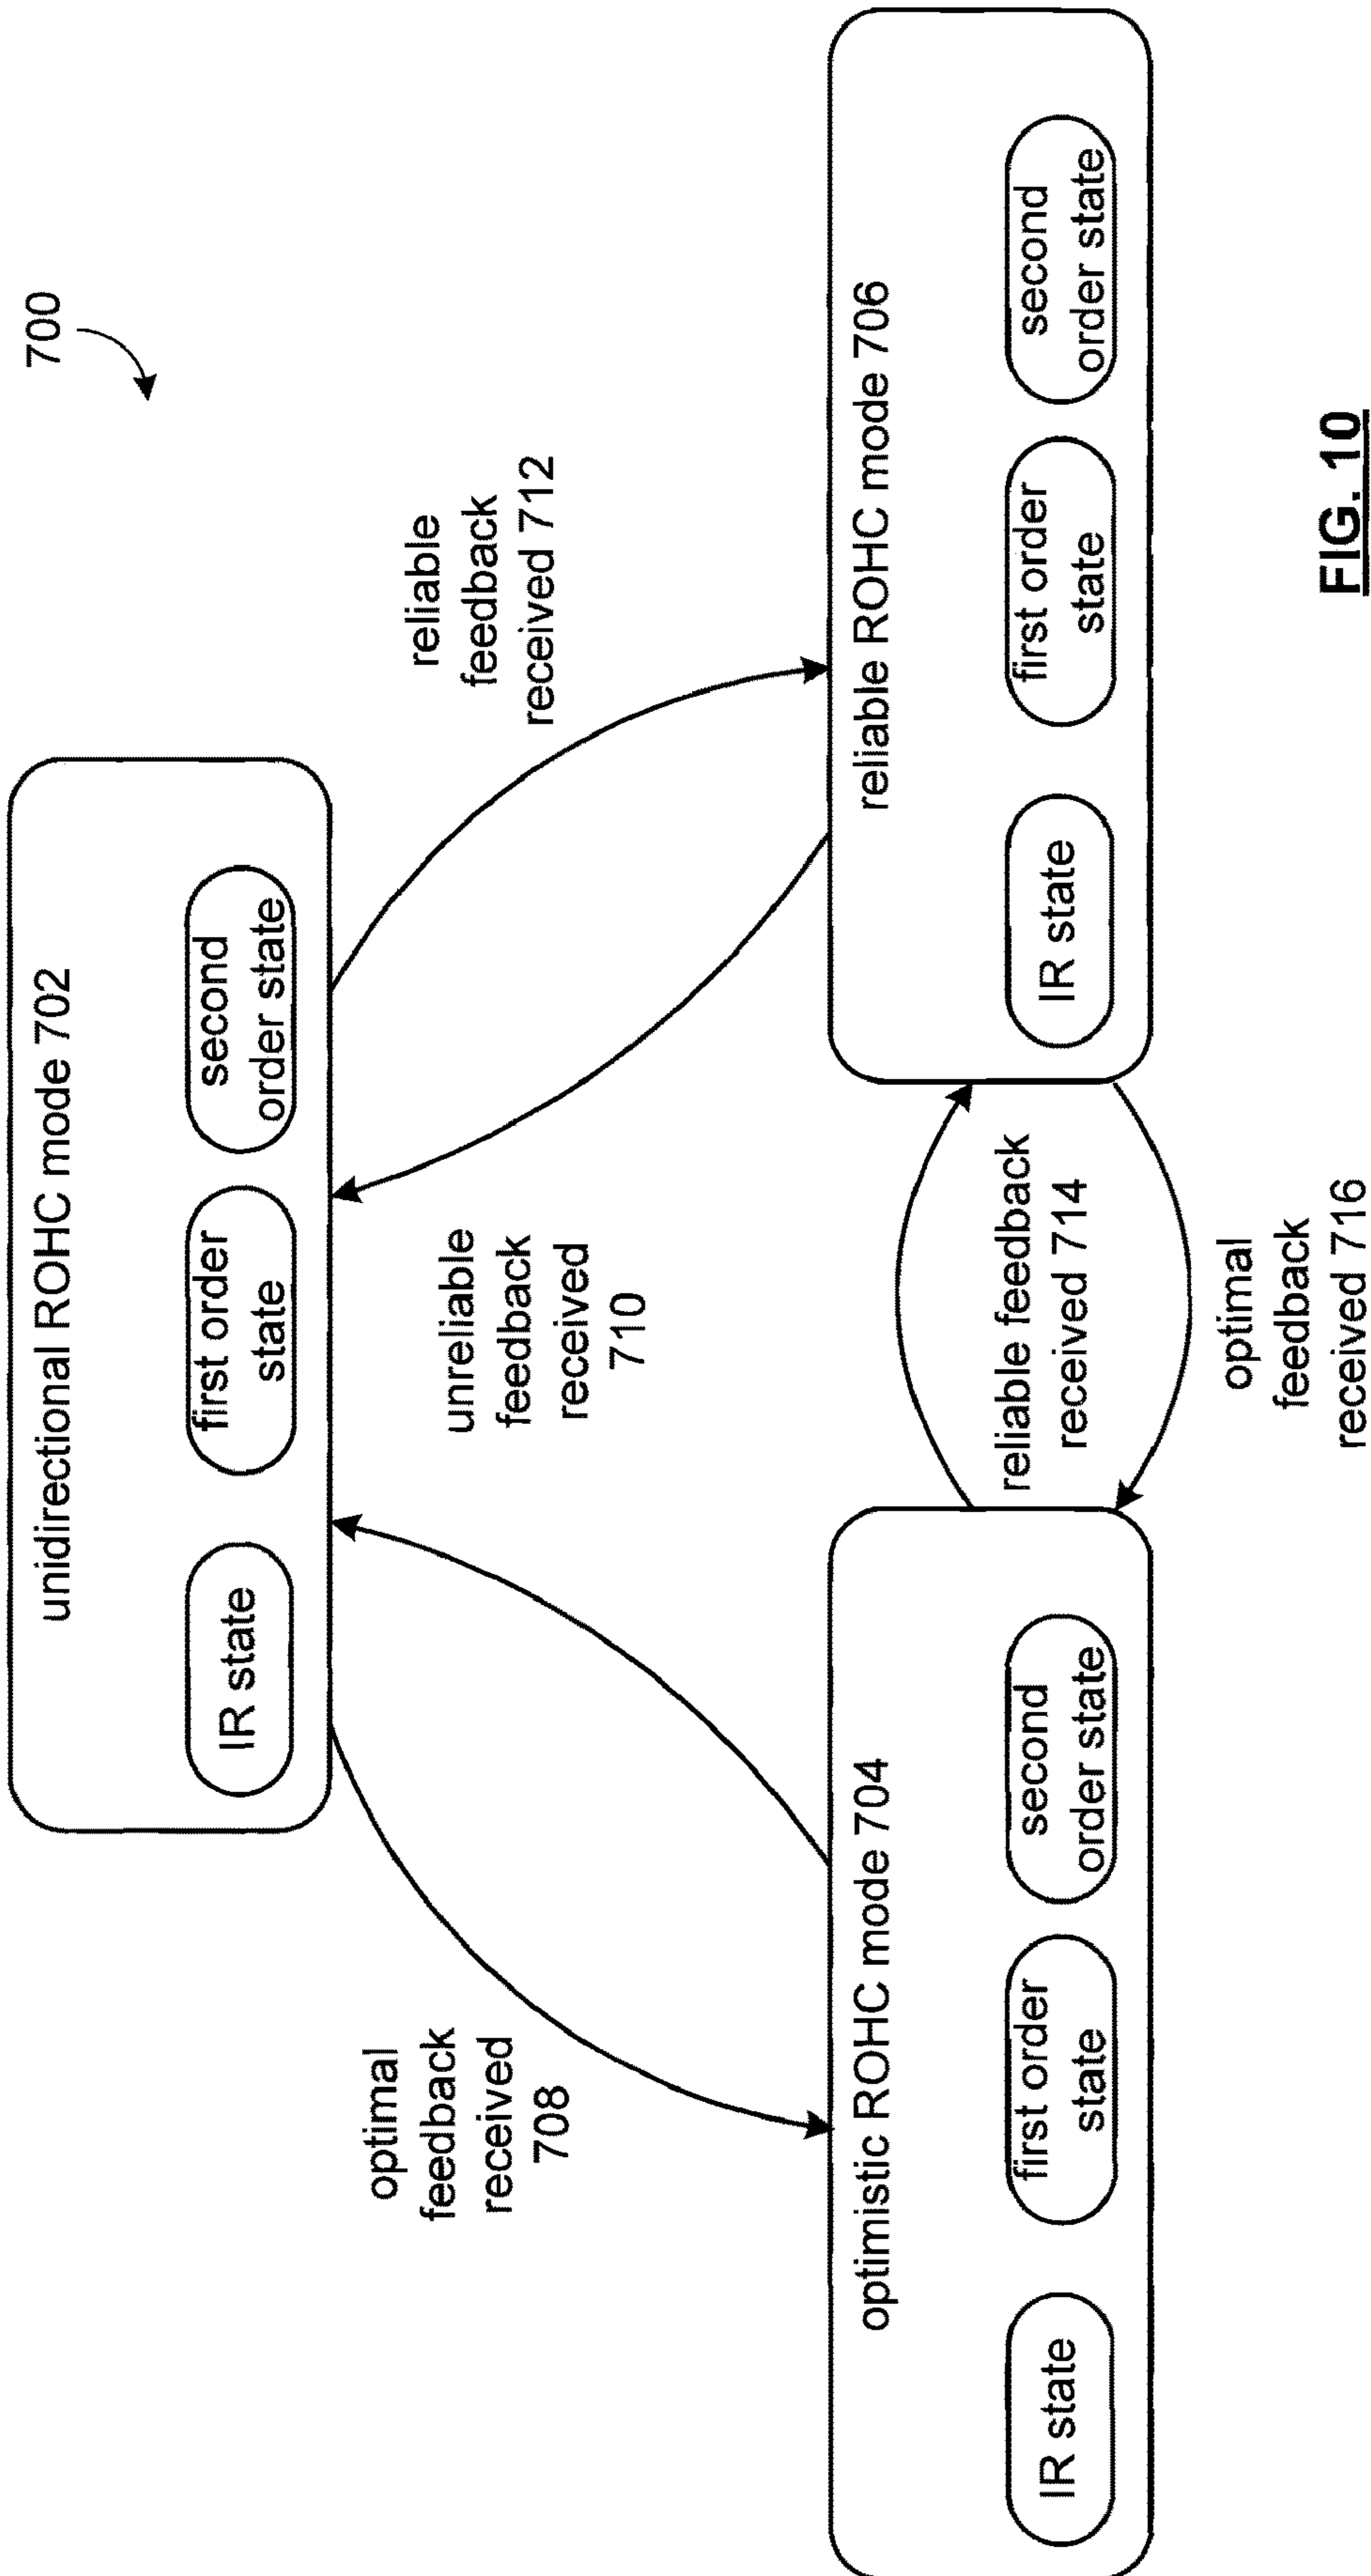 700
unidirectional ROHC mode 702
IR state
first order
state
second
order state
optimal
feedback
received
708
unreliable
feedback
received
710
reliable
feedback
received 712
optimistic ROHC mode 704
IR state
first order
state
second
order state
reliable feedback
received 714
optimal
feedback
received 716
reliable ROHC mode 706
IR state
first order
state
second
order state
FIG. 10